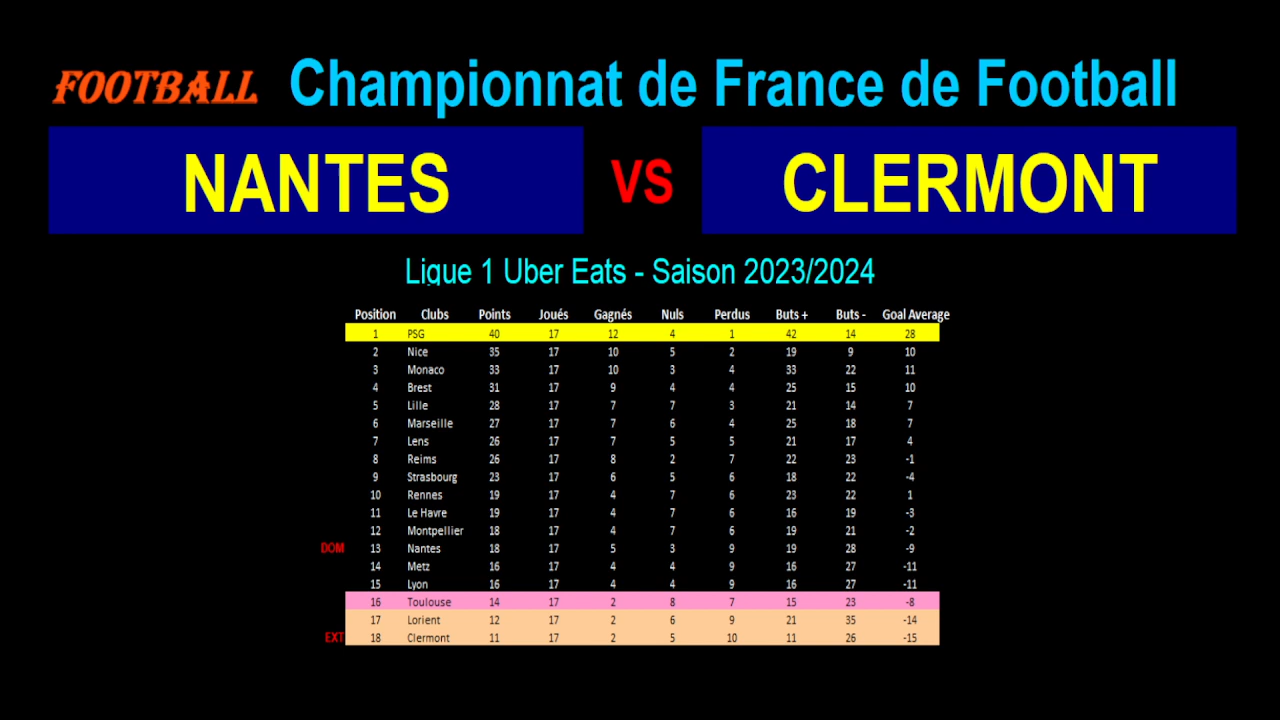 FOOTBALL Championnat de France de Football
NANTES VS CLERMONT
Ligue 1 Uber Eats - Saison 2023/2024
Position Clubs Points Joués Gagnés Nuls Perdus Buts + Buts - Goal Average
1 PSG 40 17 12 4 1 42 14 28
2 Nice 35 17 10 5 2 19 9 10
3 Monaco 33 17 10 3 4 33 22 11
4 Brest 31 17 9 4 4 25 15 10
5 Lille 28 17 7 7 3 21 14 7
6 Marseille 27 17 7 6 4 25 18 7
7 Lens 26 17 7 5 5 21 17 4
8 Reims 26 17 8 2 7 22 23 -1
9 Strasbourg 23 17 6 5 6 18 22 -4
10 Rennes 19 17 4 7 6 23 22 1
11 Le Havre 19 17 4 7 6 16 19 -3
12 Montpellier 18 17 4 7 6 19 21 -2
DOM 13 Nantes 18 17 5 3 9 19 28 -9
14 Metz 16 17 4 4 9 16 27 -11
15 Lyon 16 17 4 4 9 16 27 -11
16 Toulouse 14 17 2 8 7 15 23 -8
17 Lorient 12 17 2 6 9 21 35 -14
EXT 18 Clermont 11 17 2 5 10 11 26 -15